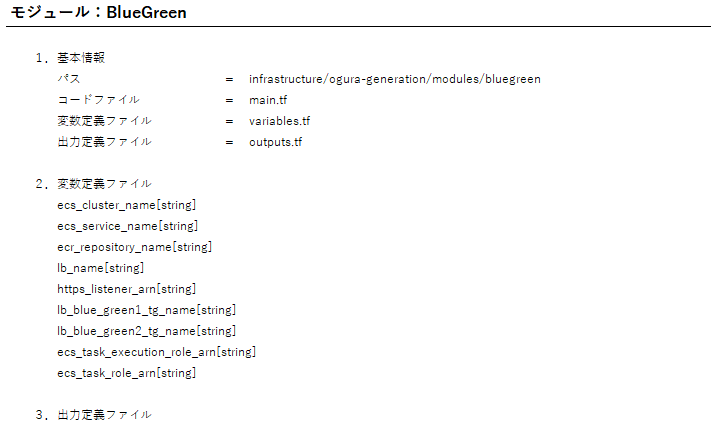 モジュール：BlueGreen
1．基本情報
パス = infrastructure/ogura-generation/modules/bluegreen
コードファイル = main.tf
変数定義ファイル = variables.tf
出力定義ファイル = outputs.tf
2．変数定義ファイル
ecs_cluster_name[string]
ecs_service_name[string]
ecr_repository_name[string]
lb_name[string]
https_listener_arn[string]
lb_blue_green1_tg_name[string]
lb_blue_green2_tg_name[string]
ecs_task_execution_role_arn[string]
ecs_task_role_arn[string]
3．出力定義ファイル